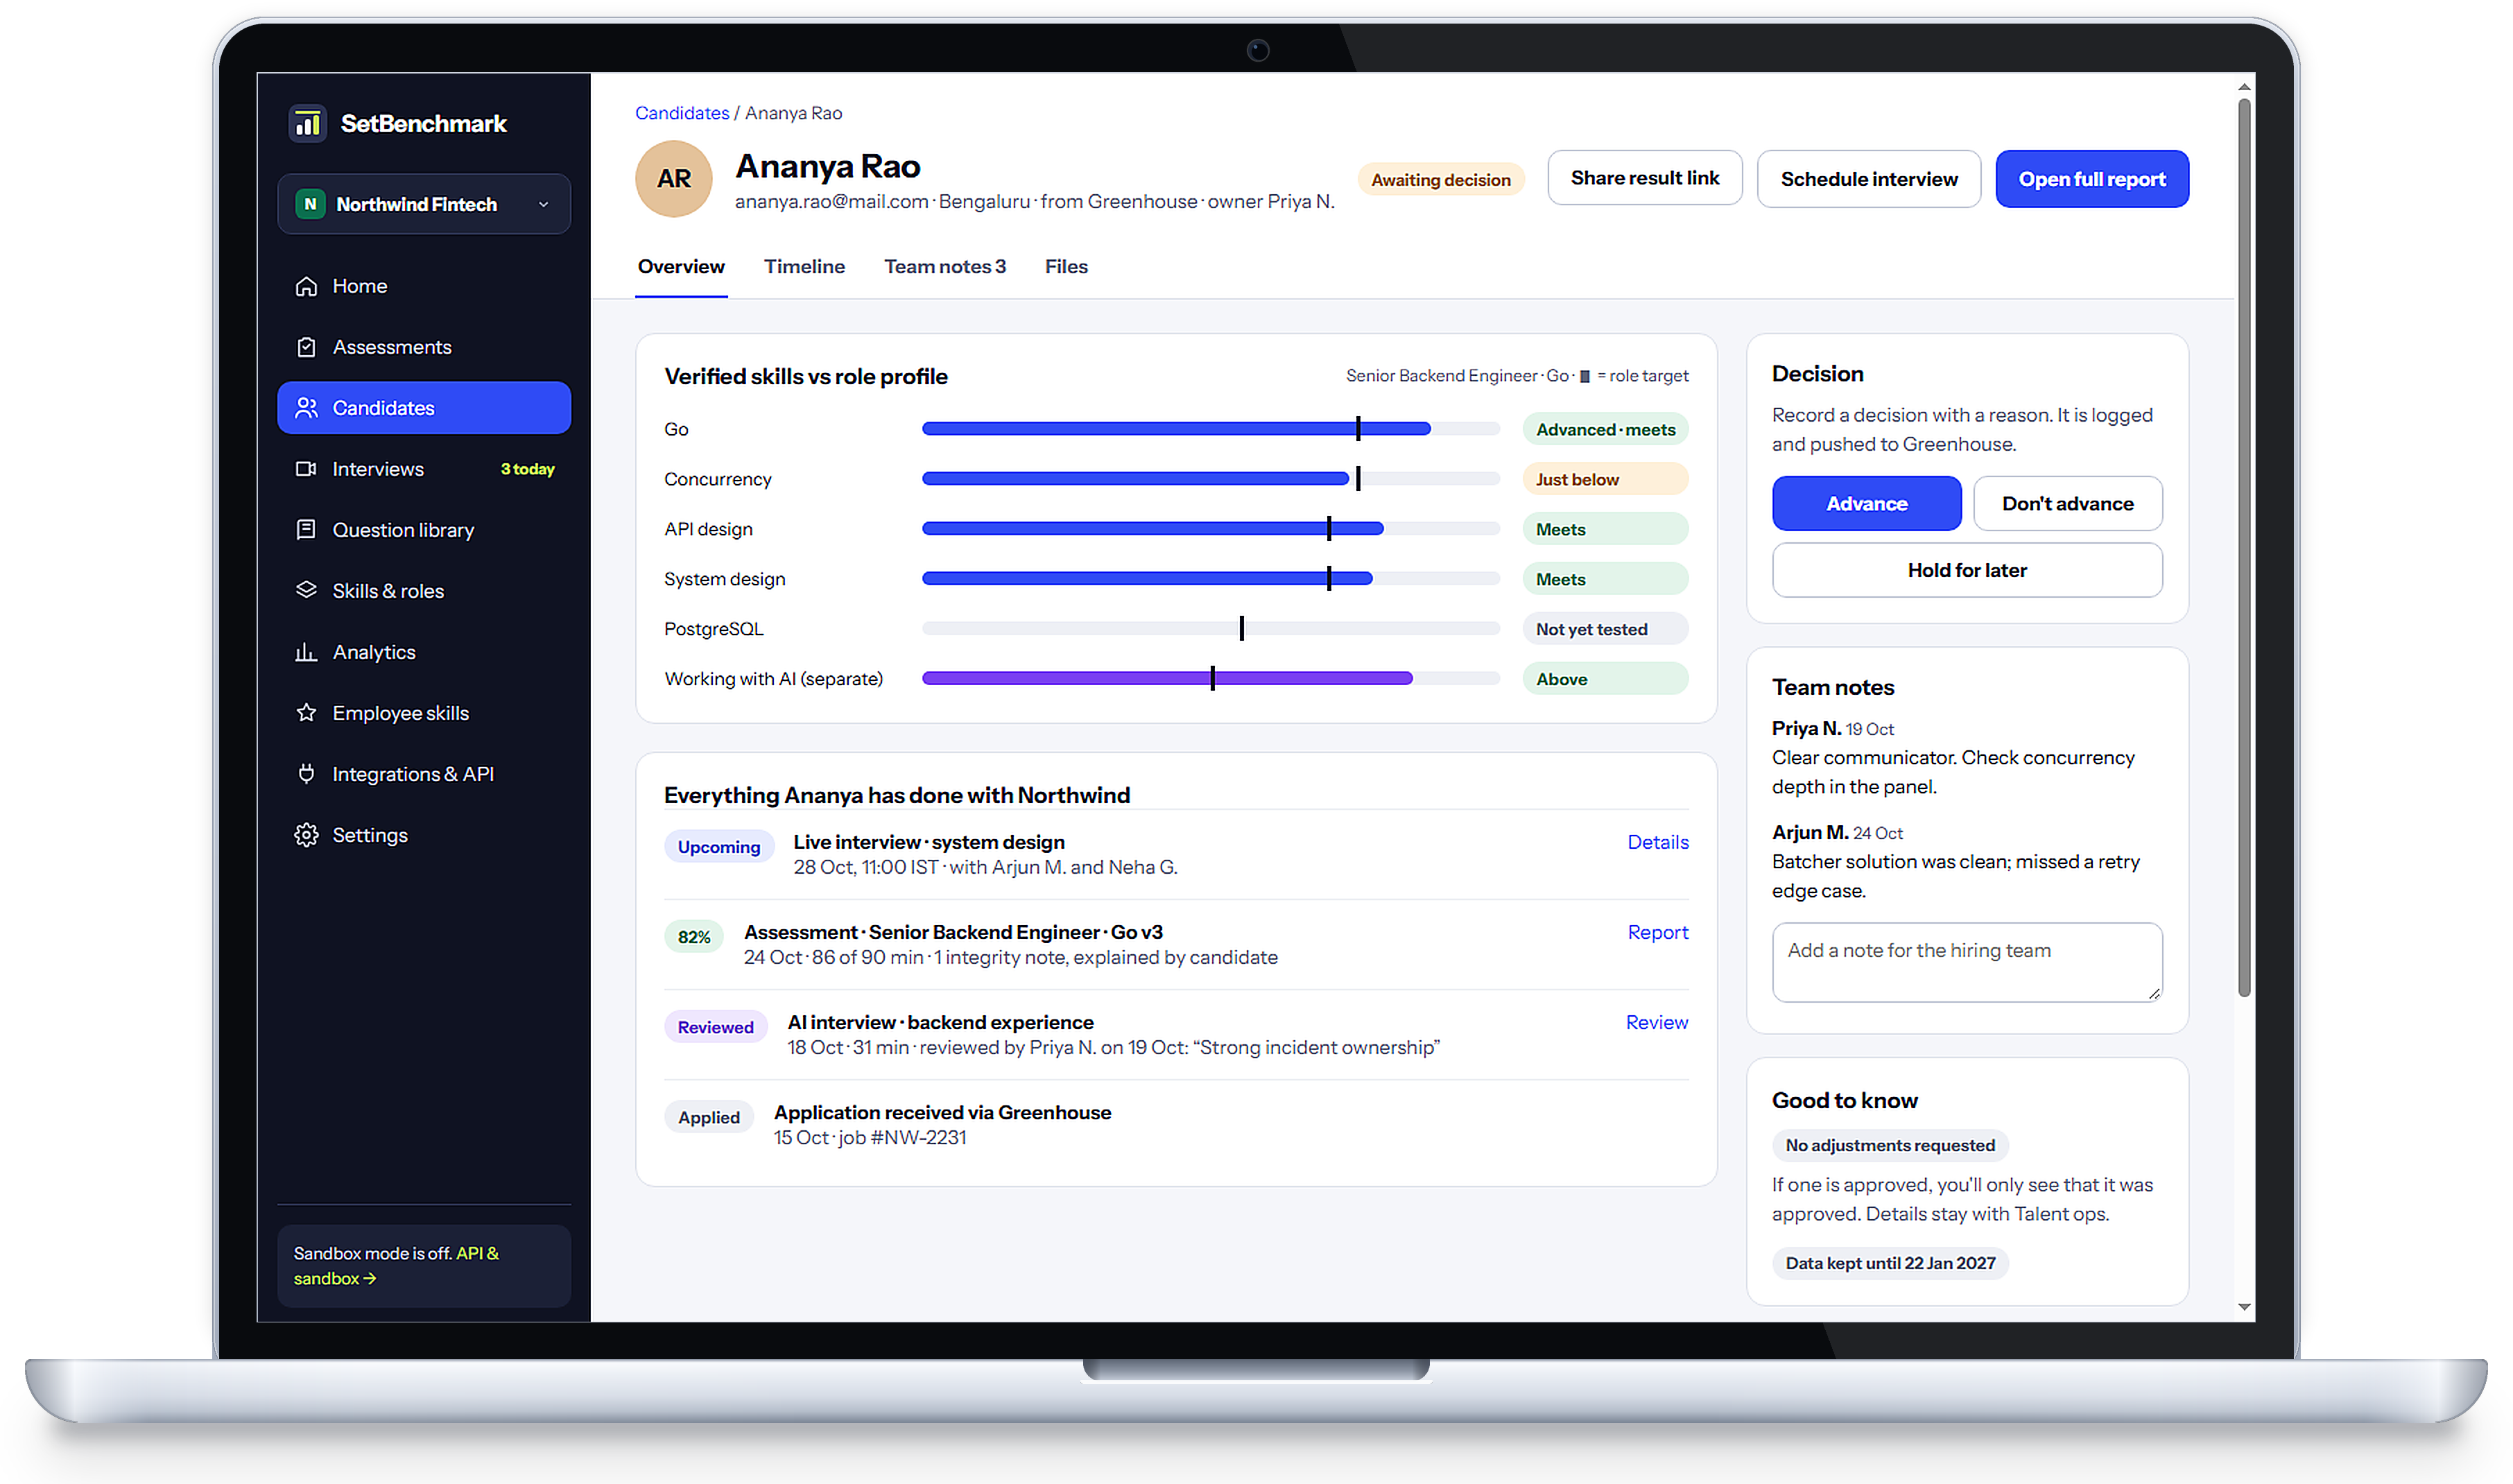 SetBenchmark
N Northwind Fintech
Home
Assessments
Candidates
Interviews 3 today
Question library
Skills & roles
Analytics
Employee skills
Integrations & API
Settings
Sandbox mode is off. API &
sandbox →
Candidates / Ananya Rao
AR
Ananya Rao
ananya.rao@mail.com · Bengaluru · from Greenhouse · owner Priya N.
Awaiting decision
Share result link
Schedule interview
Open full report
Overview Timeline Team notes 3 Files
Verified skills vs role profile
Senior Backend Engineer · Go · = role target
Go Advanced · meets
Concurrency Just below
API design Meets
System design Meets
PostgreSQL Not yet tested
Working with AI (separate) Above
Everything Ananya has done with Northwind
Upcoming Live interview · system design Details
28 Oct, 11:00 IST · with Arjun M. and Neha G.
82% Assessment · Senior Backend Engineer · Go v3 Report
24 Oct · 86 of 90 min · 1 integrity note, explained by candidate
Reviewed AI interview · backend experience Review
18 Oct · 31 min · reviewed by Priya N. on 19 Oct: “Strong incident ownership”
Applied Application received via Greenhouse
15 Oct · job #NW-2231
Decision
Record a decision with a reason. It is logged
and pushed to Greenhouse.
Advance Don't advance
Hold for later
Team notes
Priya N. 19 Oct
Clear communicator. Check concurrency
depth in the panel.
Arjun M. 24 Oct
Batcher solution was clean; missed a retry
edge case.
Add a note for the hiring team
Good to know
No adjustments requested
If one is approved, you'll only see that it was
approved. Details stay with Talent ops.
Data kept until 22 Jan 2027